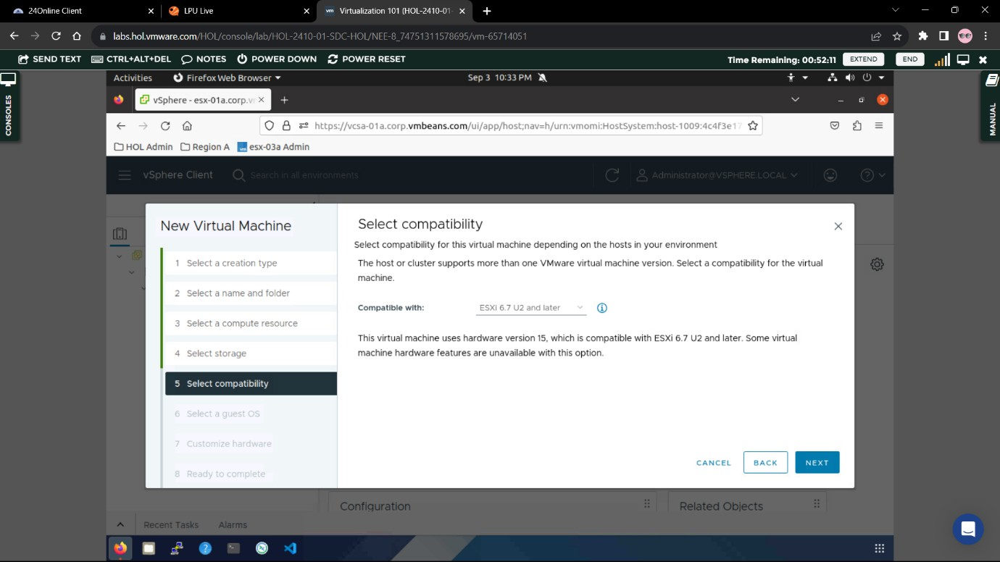 24Online Client
LPU Live
vm Virtualization 101 (HOL-2410-01-
labs.hol.vmware.com/HOL/console/lab/HOL-2410-01-SDC-HOL/NEE-8_74751311578695/vm-65714051
SEND TEXT CTRL+ALT+DEL NOTES POWER DOWN POWER RESET Time Remaining: 00:52:11 EXTEND END
CONSOLES
MANUAL
Activities Firefox Web Browser Sep 3 10:33 PM
vSphere - esx-01a.corp.vr
https://vcsa-01a.corp.vmbeans.com/ui/app/host;nav=h/urn:vmomi:HostSystem:host-1009:4c4f3e17
HOL Admin Region A vm esx-03a Admin
vSphere Client Search in all environments Administrator@VSPHERE.LOCAL
New Virtual Machine
1 Select a creation type
2 Select a name and folder
3 Select a compute resource
4 Select storage
5 Select compatibility
6 Select a guest OS
7 Customize hardware
8 Ready to complete
Select compatibility
Select compatibility for this virtual machine depending on the hosts in your environment
The host or cluster supports more than one VMware virtual machine version. Select a compatibility for the virtual
machine.
Compatible with: ESXi 6.7 U2 and later
This virtual machine uses hardware version 15, which is compatible with ESXi 6.7 U2 and later. Some virtual
machine hardware features are unavailable with this option.
CANCEL BACK NEXT
Configuration
Related Objects
Recent Tasks Alarms